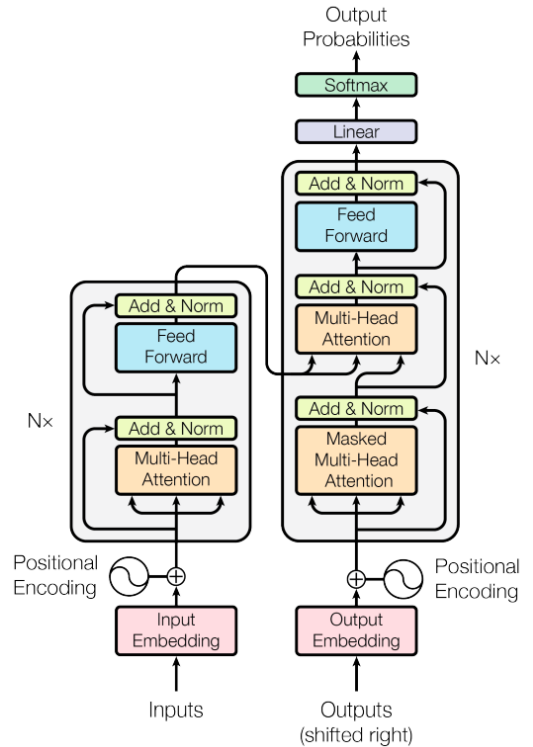 Output
Probabilities
Softmax
Linear
Add & Norm
Feed
Forward
Add & Norm
Multi-Head
Attention
Add & Norm
Masked
Multi-Head
Attention
N×
Add & Norm
Feed
Forward
Add & Norm
Multi-Head
Attention
N×
Positional
Encoding
Positional
Encoding
Input
Embedding
Output
Embedding
Inputs
Outputs
(shifted right)